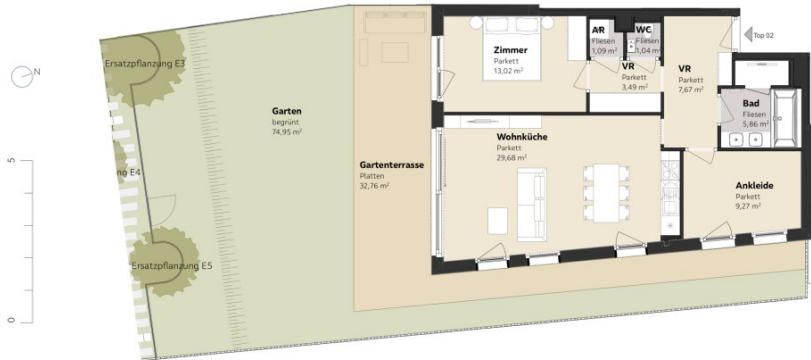 N
5
0
Ersatzpflanzung E3
E4
Ersatzpflanzung E5
Garten
begrünt
74,95 m²
Gartenterrasse
Platten
32,76 m²
Zimmer
Parkett
13,02 m²
AR
Fliesen
1,09 m²
WC
Fliesen
1,04 m²
VR
Parkett
3,49 m²
VR
Parkett
7,67 m²
Top 02
Bad
Fliesen
5,86 m²
Wohnküche
Parkett
29,68 m²
Ankleide
Parkett
9,27 m²